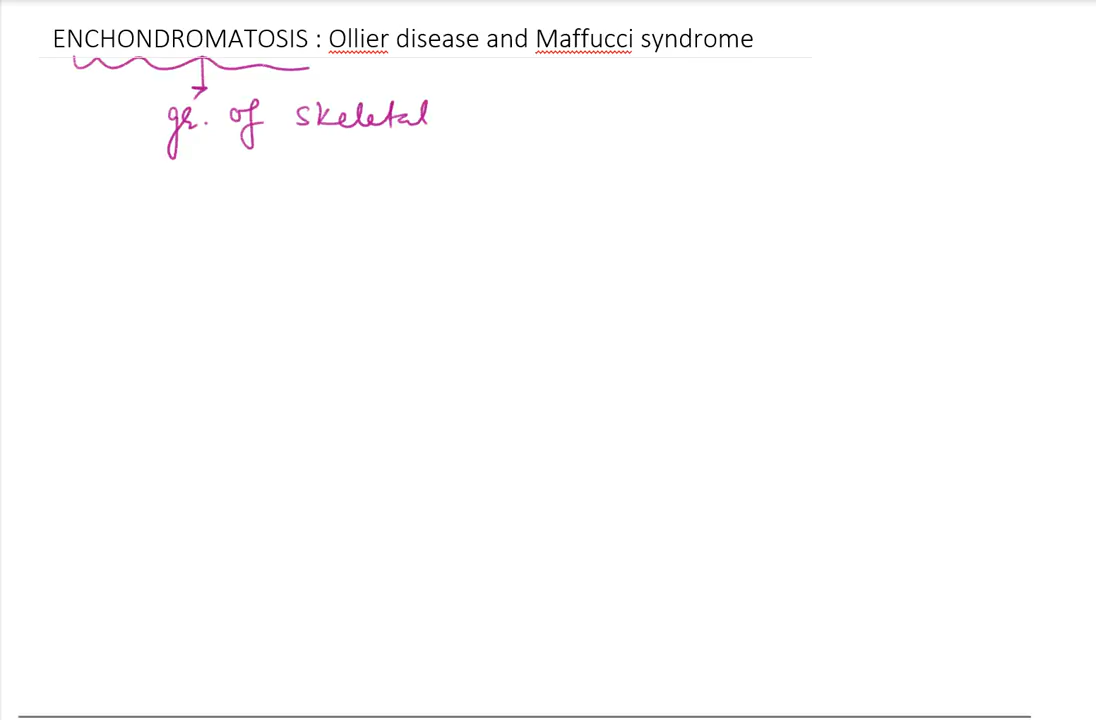 ENCHONDROMATOSIS : Ollier disease and Maffucci syndrome
gr. of skeletal